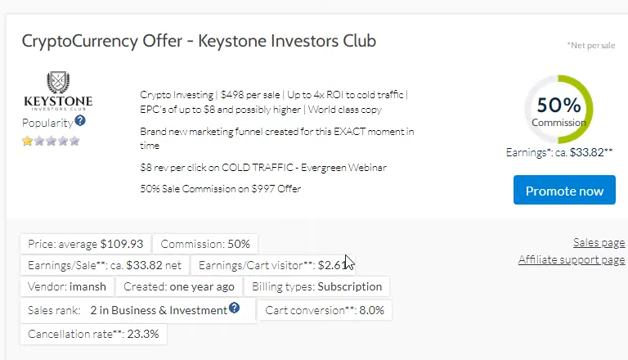 CryptoCurrency Offer - Keystone Investors Club
*Net per sale
KEYSTONE
INVESTORS CLUB
Popularity
Crypto Investing | $498 per sale | Up to 4x ROI to cold traffic |
EPC's of up to $8 and possibly higher | World class copy
Brand new marketing funnel created for this EXACT moment in
time
$8 rev per click on COLD TRAFFIC - Evergreen Webinar
50% Sale Commission on $997 Offer
50%
Commission
Earnings*: ca. $33.82**
Promote now
Price: average $109.93
Commission: 50%
Sales page
Earnings/Sale**: ca. $33.82 net
Earnings/Cart visitor**: $2.61
Affiliate support page
Vendor: imansh
Created: one year ago
Billing types: Subscription
Sales rank: 2 in Business & Investment
Cart conversion**: 8.0%
Cancellation rate**: 23.3%